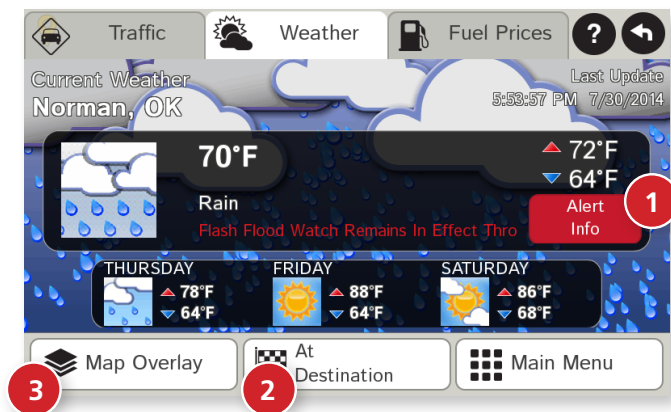 Traffic
Weather
Fuel Prices
?
Current Weather
Last Update
Norman, OK
5:53:57 PM 7/30/2014
70°F
72°F
64°F
Rain
Flash Flood Watch Remains In Effect Thro
Alert
Info
1
THURSDAY
78°F
64°F
FRIDAY
88°F
64°F
SATURDAY
86°F
68°F
Map Overlay
3
At
Destination
2
Main Menu